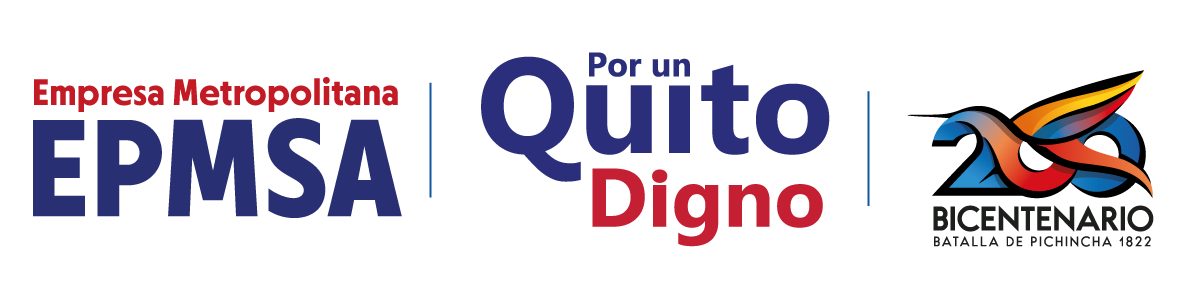 Empresa Metropolitana
EPMSA
Por un
Quito
Digno
200
BICENTENARIO
BATALLA DE PICHINCHA 1822